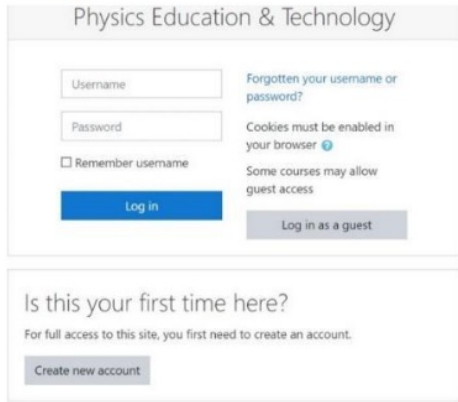 Physics Education & Technology
Username
Password
Remember username
Log in
Forgotten your username or
password?
Cookies must be enabled in
your browser
Some courses may allow
guest access
Log in as a guest
Is this your first time here?
For full access to this site, you first need to create an account.
Create new account